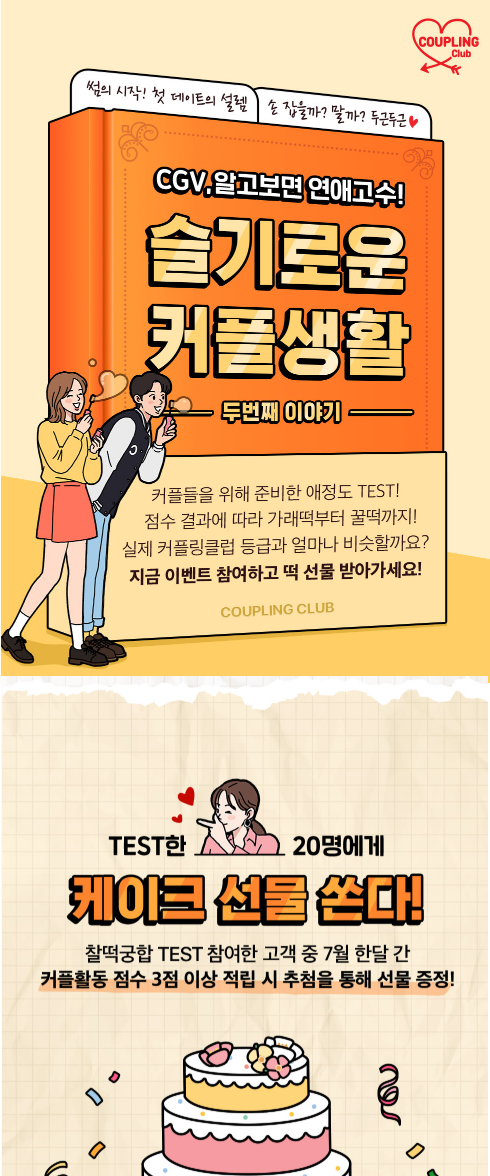 COUPLING
Club
썸의 시작! 첫 데이트의 설렘
손 잡을까? 말까? 두근두근
CGV, 알고보면 연애고수!
슬기로운
커플생활
두번째 이야기
커플들을 위해 준비한 애정도 TEST!
점수 결과에 따라 가래떡부터 꿀떡까지!
실제 커플링클럽 등급과 얼마나 비슷할까요?
지금 이벤트 참여하고 떡 선물 받아가세요!
COUPLING CLUB
TEST한 20명에게
케이크 선물 쏜다!
찰떡궁합 TEST 참여한 고객 중 7월 한달 간
커플활동 점수 3점 이상 적립 시 추첨을 통해 선물 증정!